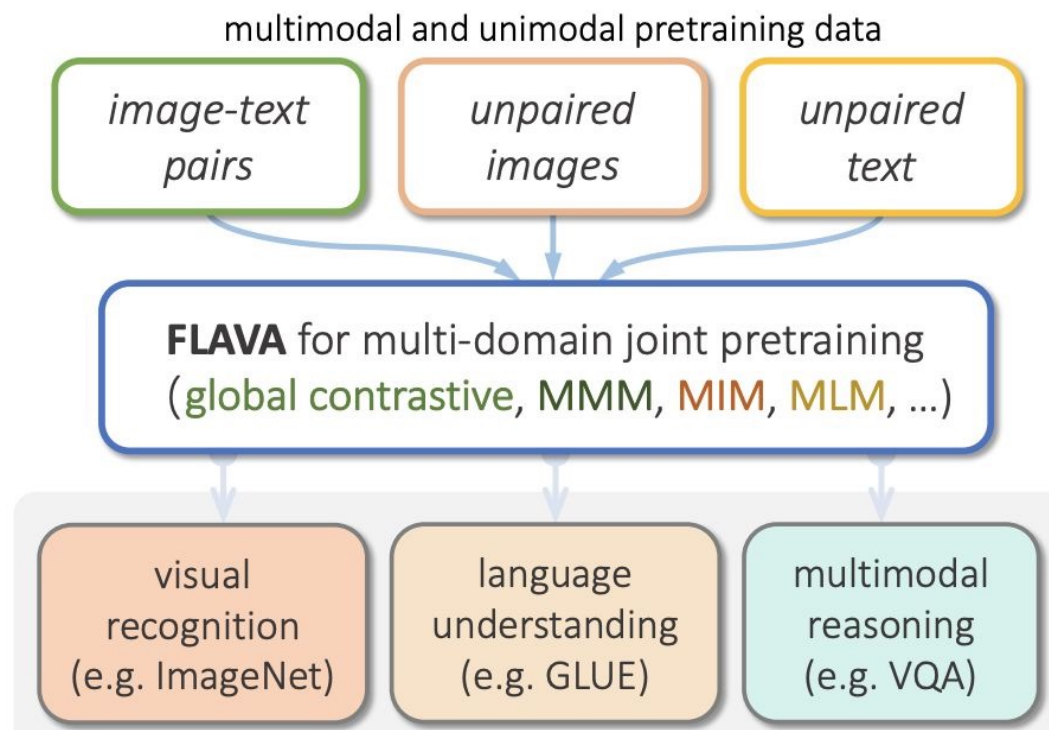 multimodal and unimodal pretraining data
image-text
pairs
unpaired
images
unpaired
text
FLAVA for multi-domain joint pretraining
(global contrastive, MMM, MIM, MLM, ...)
visual
recognition
(e.g. ImageNet)
language
understanding
(e.g. GLUE)
multimodal
reasoning
(e.g. VQA)